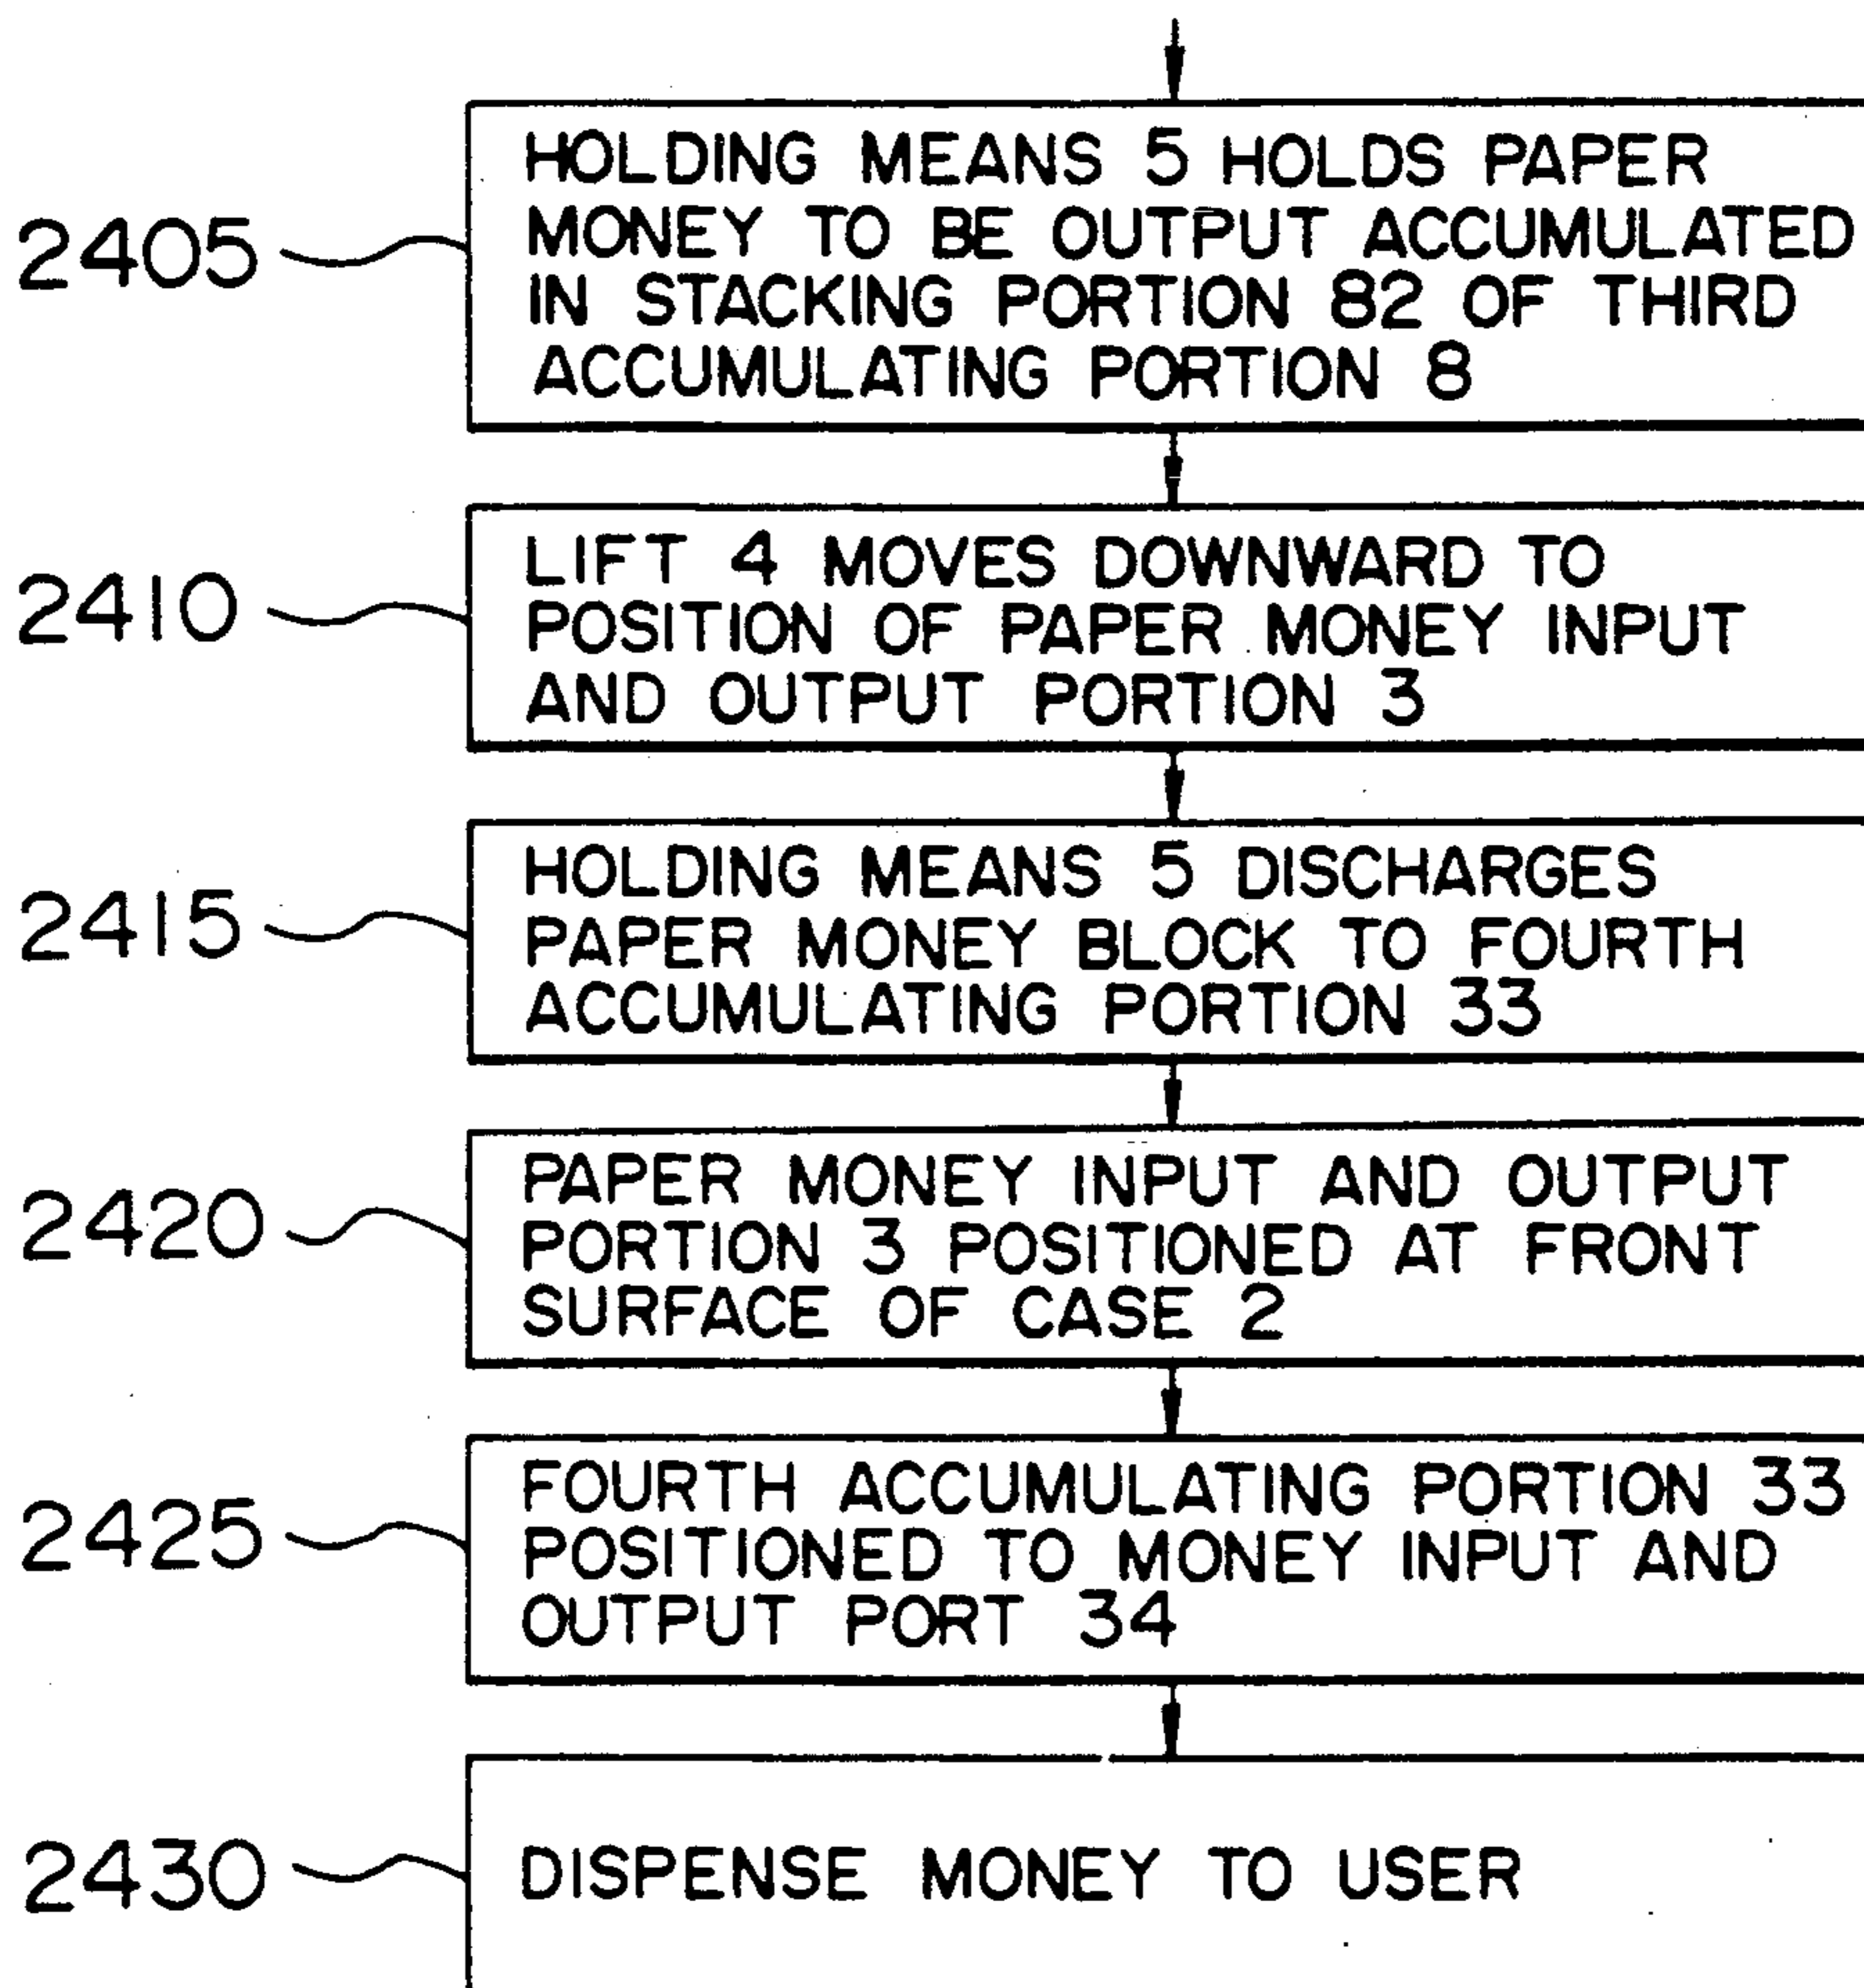 2405
HOLDING MEANS 5 HOLDS PAPER
MONEY TO BE OUTPUT ACCUMULATED
IN STACKING PORTION 82 OF THIRD
ACCUMULATING PORTION 8
2410
LIFT 4 MOVES DOWNWARD TO
POSITION OF PAPER MONEY INPUT
AND OUTPUT PORTION 3
2415
HOLDING MEANS 5 DISCHARGES
PAPER MONEY BLOCK TO FOURTH
ACCUMULATING PORTION 33
2420
PAPER MONEY INPUT AND OUTPUT
PORTION 3 POSITIONED AT FRONT
SURFACE OF CASE 2
2425
FOURTH ACCUMULATING PORTION 33
POSITIONED TO MONEY INPUT AND
OUTPUT PORT 34
2430
DISPENSE MONEY TO USER